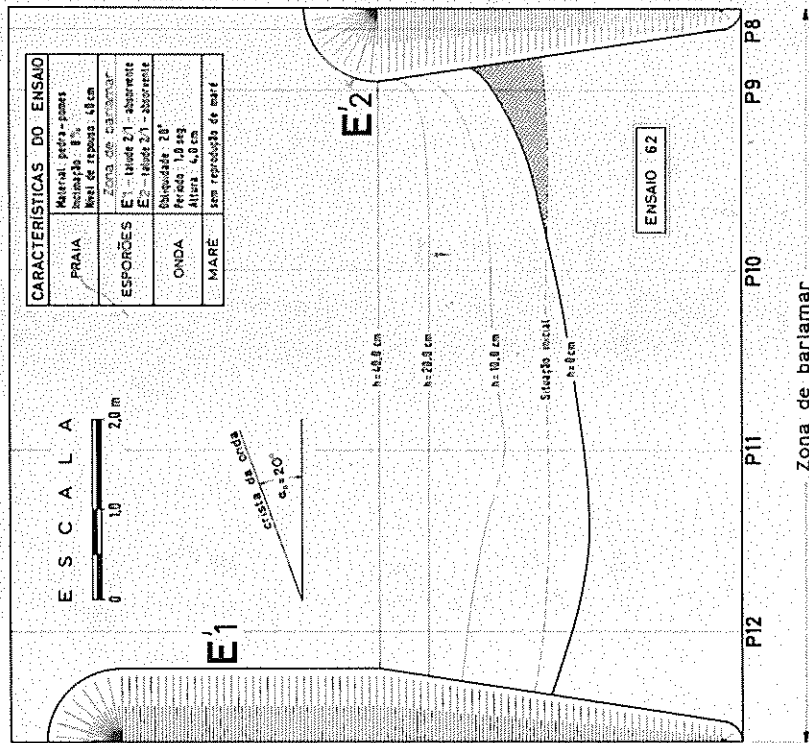 CARACTERÍSTICAS DO ENSAIO
PRAIA
Material: pedra-pomes
Inclinação: 8 %
Nível de repouso: 40 cm
Zona de barlamar
ESPORÕES
E'1 - talude 2/1 - absorvente
E'2 - talude 2/1 - absorvente
ONDA
Obliquidade: 20°
Período: 1,0 seg.
Altura: 4,0 cm
MARÉ
sem reprodução de maré
ESCALA
0 1,0 2,0 m
crista da onda
α₀=20°
E'1
E'2
h=40.0 cm
h=20.0 cm
h=10.0 cm
Situação inicial
h=0 cm
ENSAIO 62
P12 P11 P10 P9 P8
Zona de barlamar